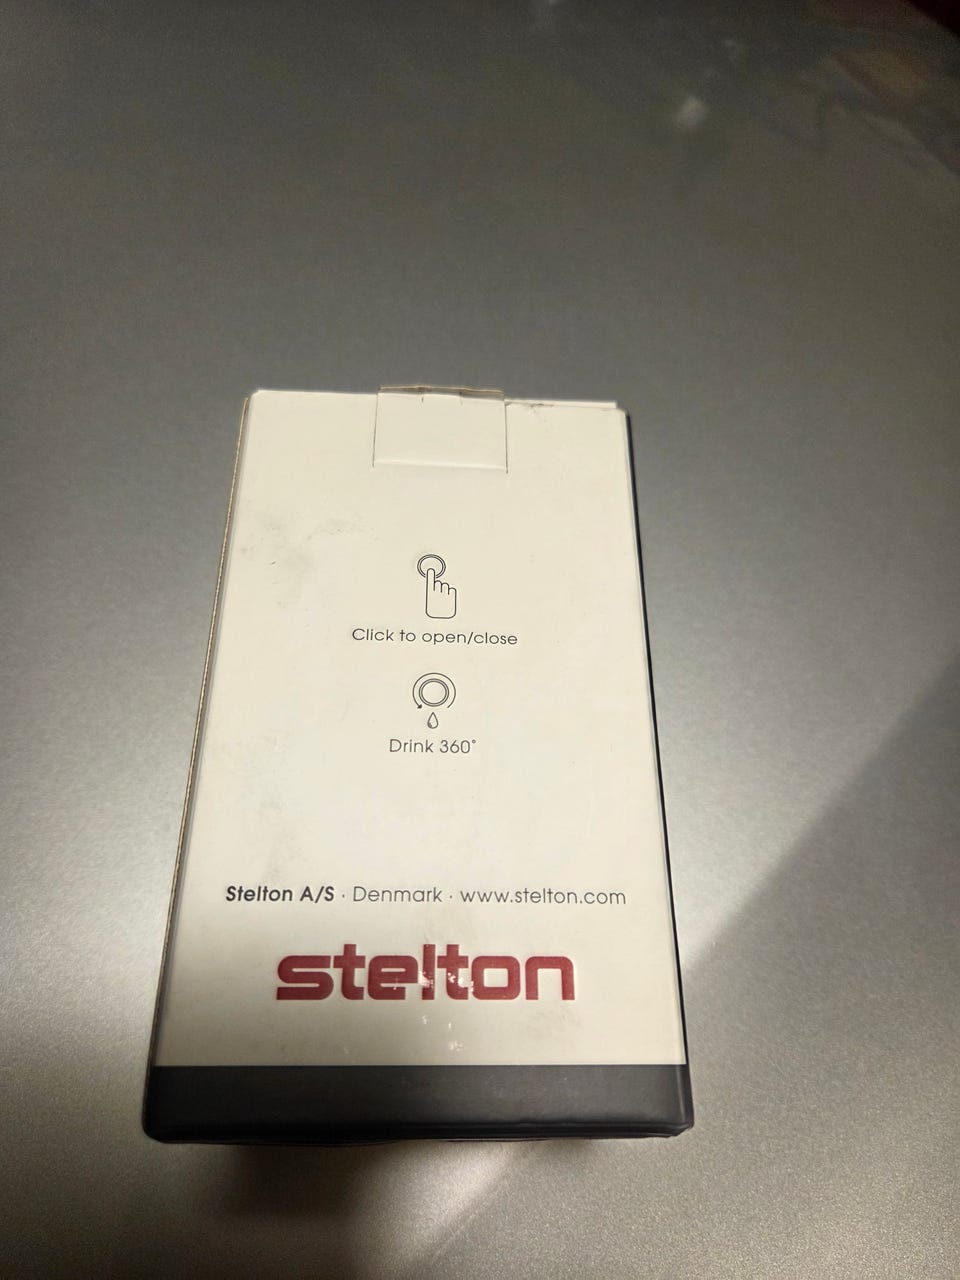 Click to open/close
Drink 360°
Stelton A/S · Denmark · www.stelton.com
stelton